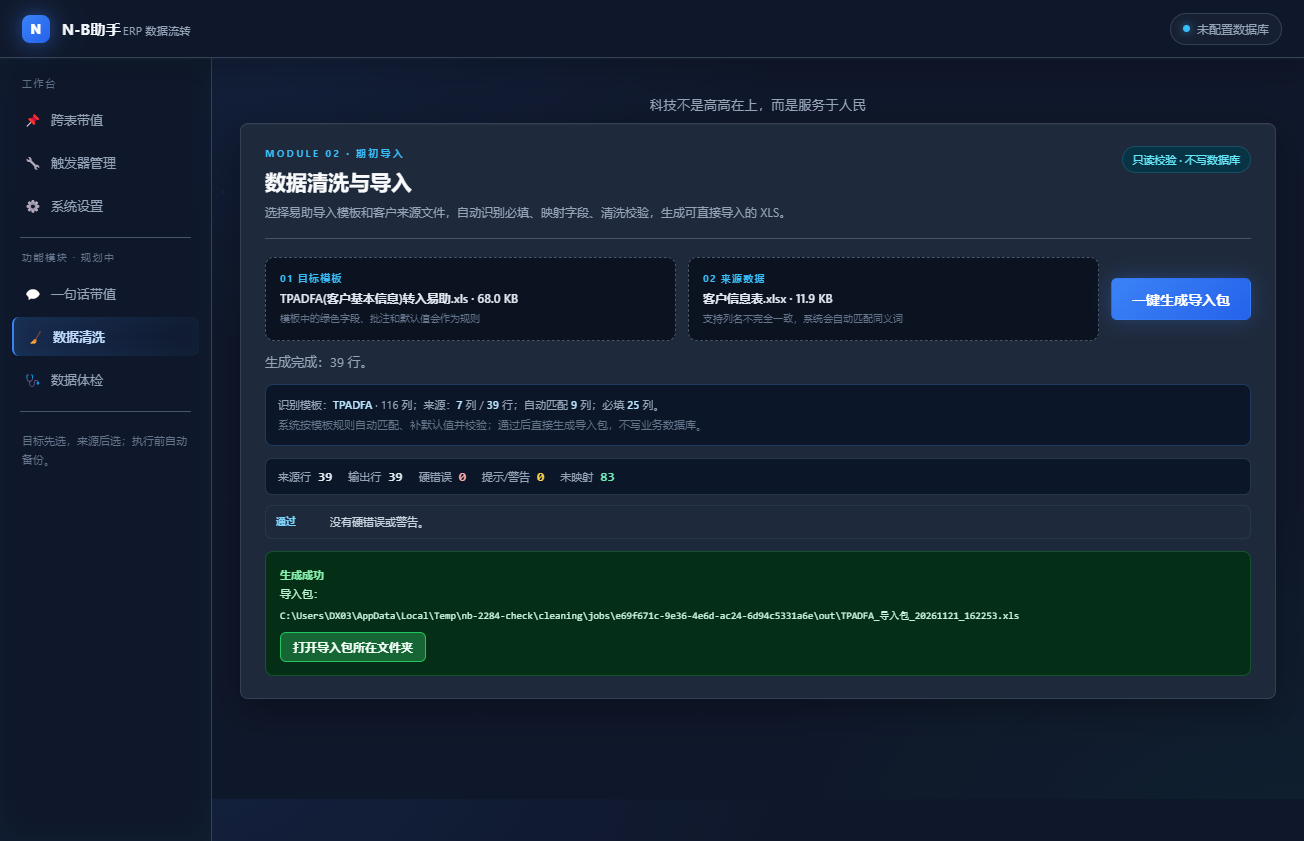 N
N-B助手 ERP 数据流转
未配置数据库
工作台
跨表带值
触发器管理
系统设置
功能模块 · 规划中
一句话带值
数据清洗
数据体检
目标先选，来源后选；执行前自动
备份。
科技不是高高在上，而是服务于人民
MODULE 02 · 期初导入
只读校验 · 不写数据库
数据清洗与导入
选择易助导入模板和客户来源文件，自动识别必填、映射字段、清洗校验，生成可直接导入的 XLS。
01 目标模板
TPADFA(客户基本信息)转入易助.xls · 68.0 KB
模板中的绿色字段、批注和默认值会作为规则
02 来源数据
客户信息表.xlsx · 11.9 KB
支持列名不完全一致，系统会自动匹配同义词
一键生成导入包
生成完成：39 行。
识别模板：TPADFA · 116 列；来源：7 列 / 39 行；自动匹配 9 列；必填 25 列。
系统按模板规则自动匹配、补默认值并校验；通过后直接生成导入包，不写业务数据库。
来源行 39 输出行 39 硬错误 0 提示/警告 0 未映射 83
通过 没有硬错误或警告。
生成成功
导入包：
C:\Users\DX03\AppData\Local\Temp\nb-2284-check\cleaning\jobs\e69f671c-9e36-4e6d-ac24-6d94c5331a6e\out\TPADFA_导入包_20261121_162253.xls
打开导入包所在文件夹